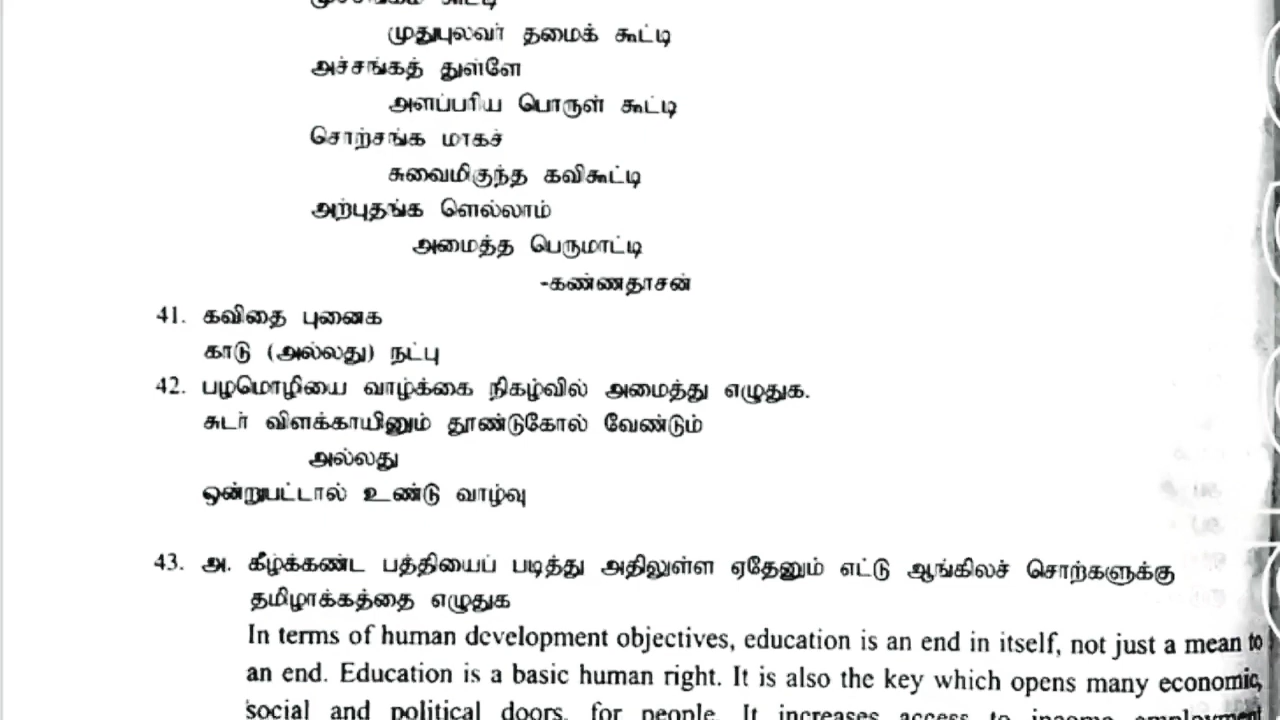 முதுபுலவர் தமைக் கூட்டி
அச்சங்கத் துள்ளே
அளப்பரிய பொருள் கூட்டி
சொற்சங்க மாகச்
சுவைமிகுந்த கவிகூட்டி
அற்புதங்க ளெல்லாம்
அமைத்த பெருமாட்டி
-கண்ணதாசன்
41. கவிதை புனைக
காடு (அல்லது) நட்பு
42. பழமொழியை வாழ்க்கை நிகழ்வில் அமைத்து எழுதுக.
சுடர் விளக்காயினும் தூண்டுகோல் வேண்டும்
அல்லது
ஒன்றுபட்டால் உண்டு வாழ்வு
43. அ. கீழ்க்கண்ட பத்தியைப் படித்து அதிலுள்ள ஏதேனும் எட்டு ஆங்கிலச் சொற்களுக்கு
தமிழாக்கத்தை எழுதுக
In terms of human development objectives, education is an end in itself, not just a mean to
an end. Education is a basic human right. It is also the key which opens many economic,
social and political doors, for people. It increases access to income employment